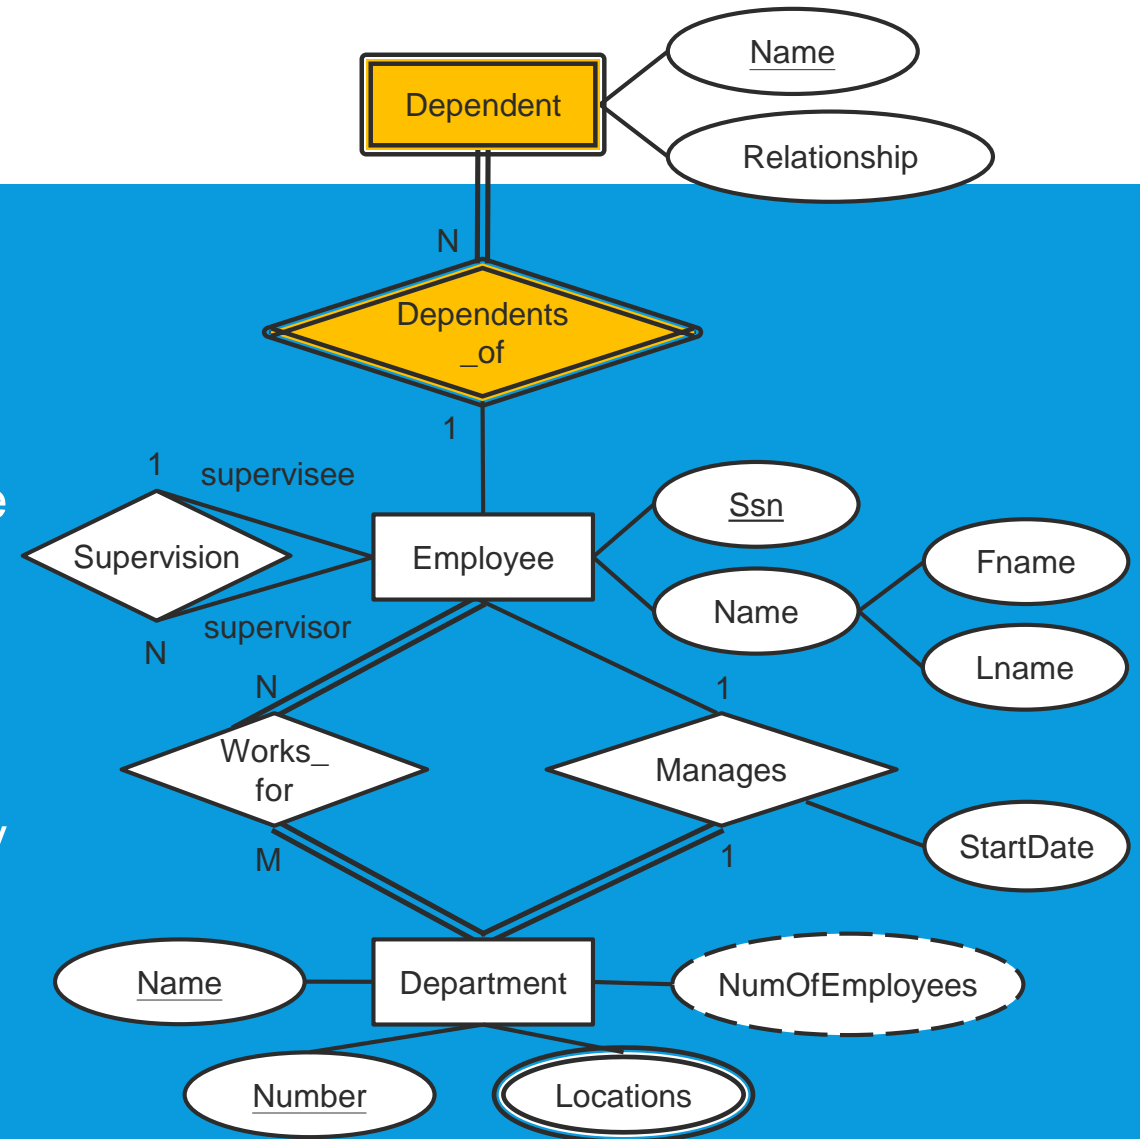 Name
Dependent
Relationship
N
Dependents
_of
1
1
supervisee
Ssn
e
Supervision
Employee
Fname
Name
supervisor
N
Lname
N
1
Works_
for
Manages
y
M
1
StartDate
Name
Department
NumOfEmployees
Number
Locations